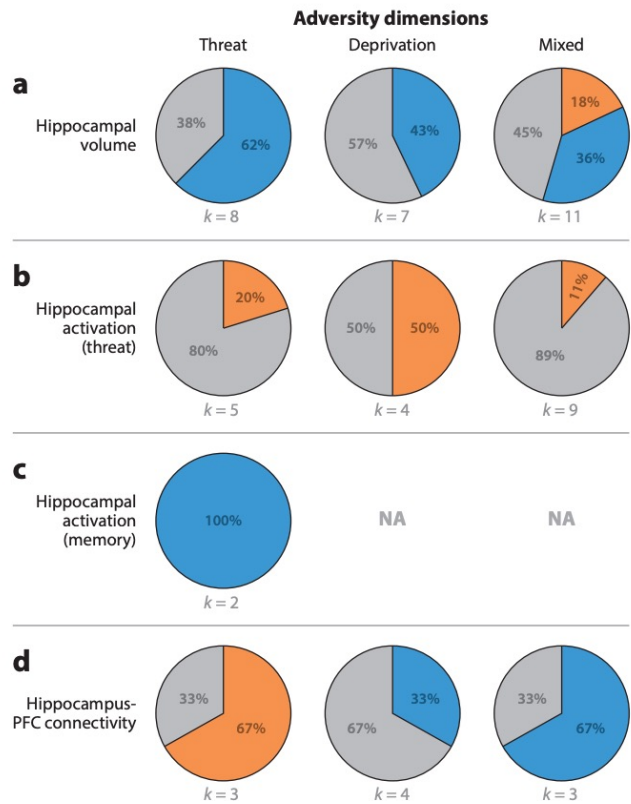 Adversity dimensions
Threat Deprivation Mixed
a
Hippocampal
volume
38% 62% 57% 43% 45% 18% 36%
k = 8 k = 7 k = 11
b
Hippocampal
activation
(threat)
20% 80% 50% 50% 11% 89%
k = 5 k = 4 k = 9
c
Hippocampal
activation
(memory)
100% NA NA
k = 2
d
Hippocampus-
PFC connectivity
33% 67% 67% 33% 33% 67%
k = 3 k = 4 k = 3